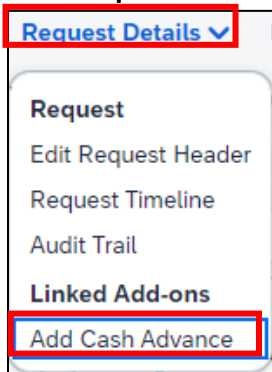 Request Details
Request
Edit Request Header
Request Timeline
Audit Trail
Linked Add-ons
Add Cash Advance